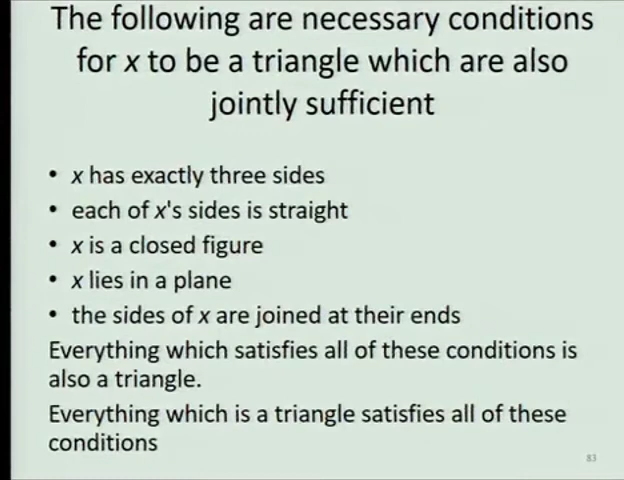 The following are necessary conditions
for x to be a triangle which are also
jointly sufficient
• x has exactly three sides
• each of x's sides is straight
• x is a closed figure
• x lies in a plane
• the sides of x are joined at their ends
Everything which satisfies all of these conditions is
also a triangle.
Everything which is a triangle satisfies all of these
conditions
83